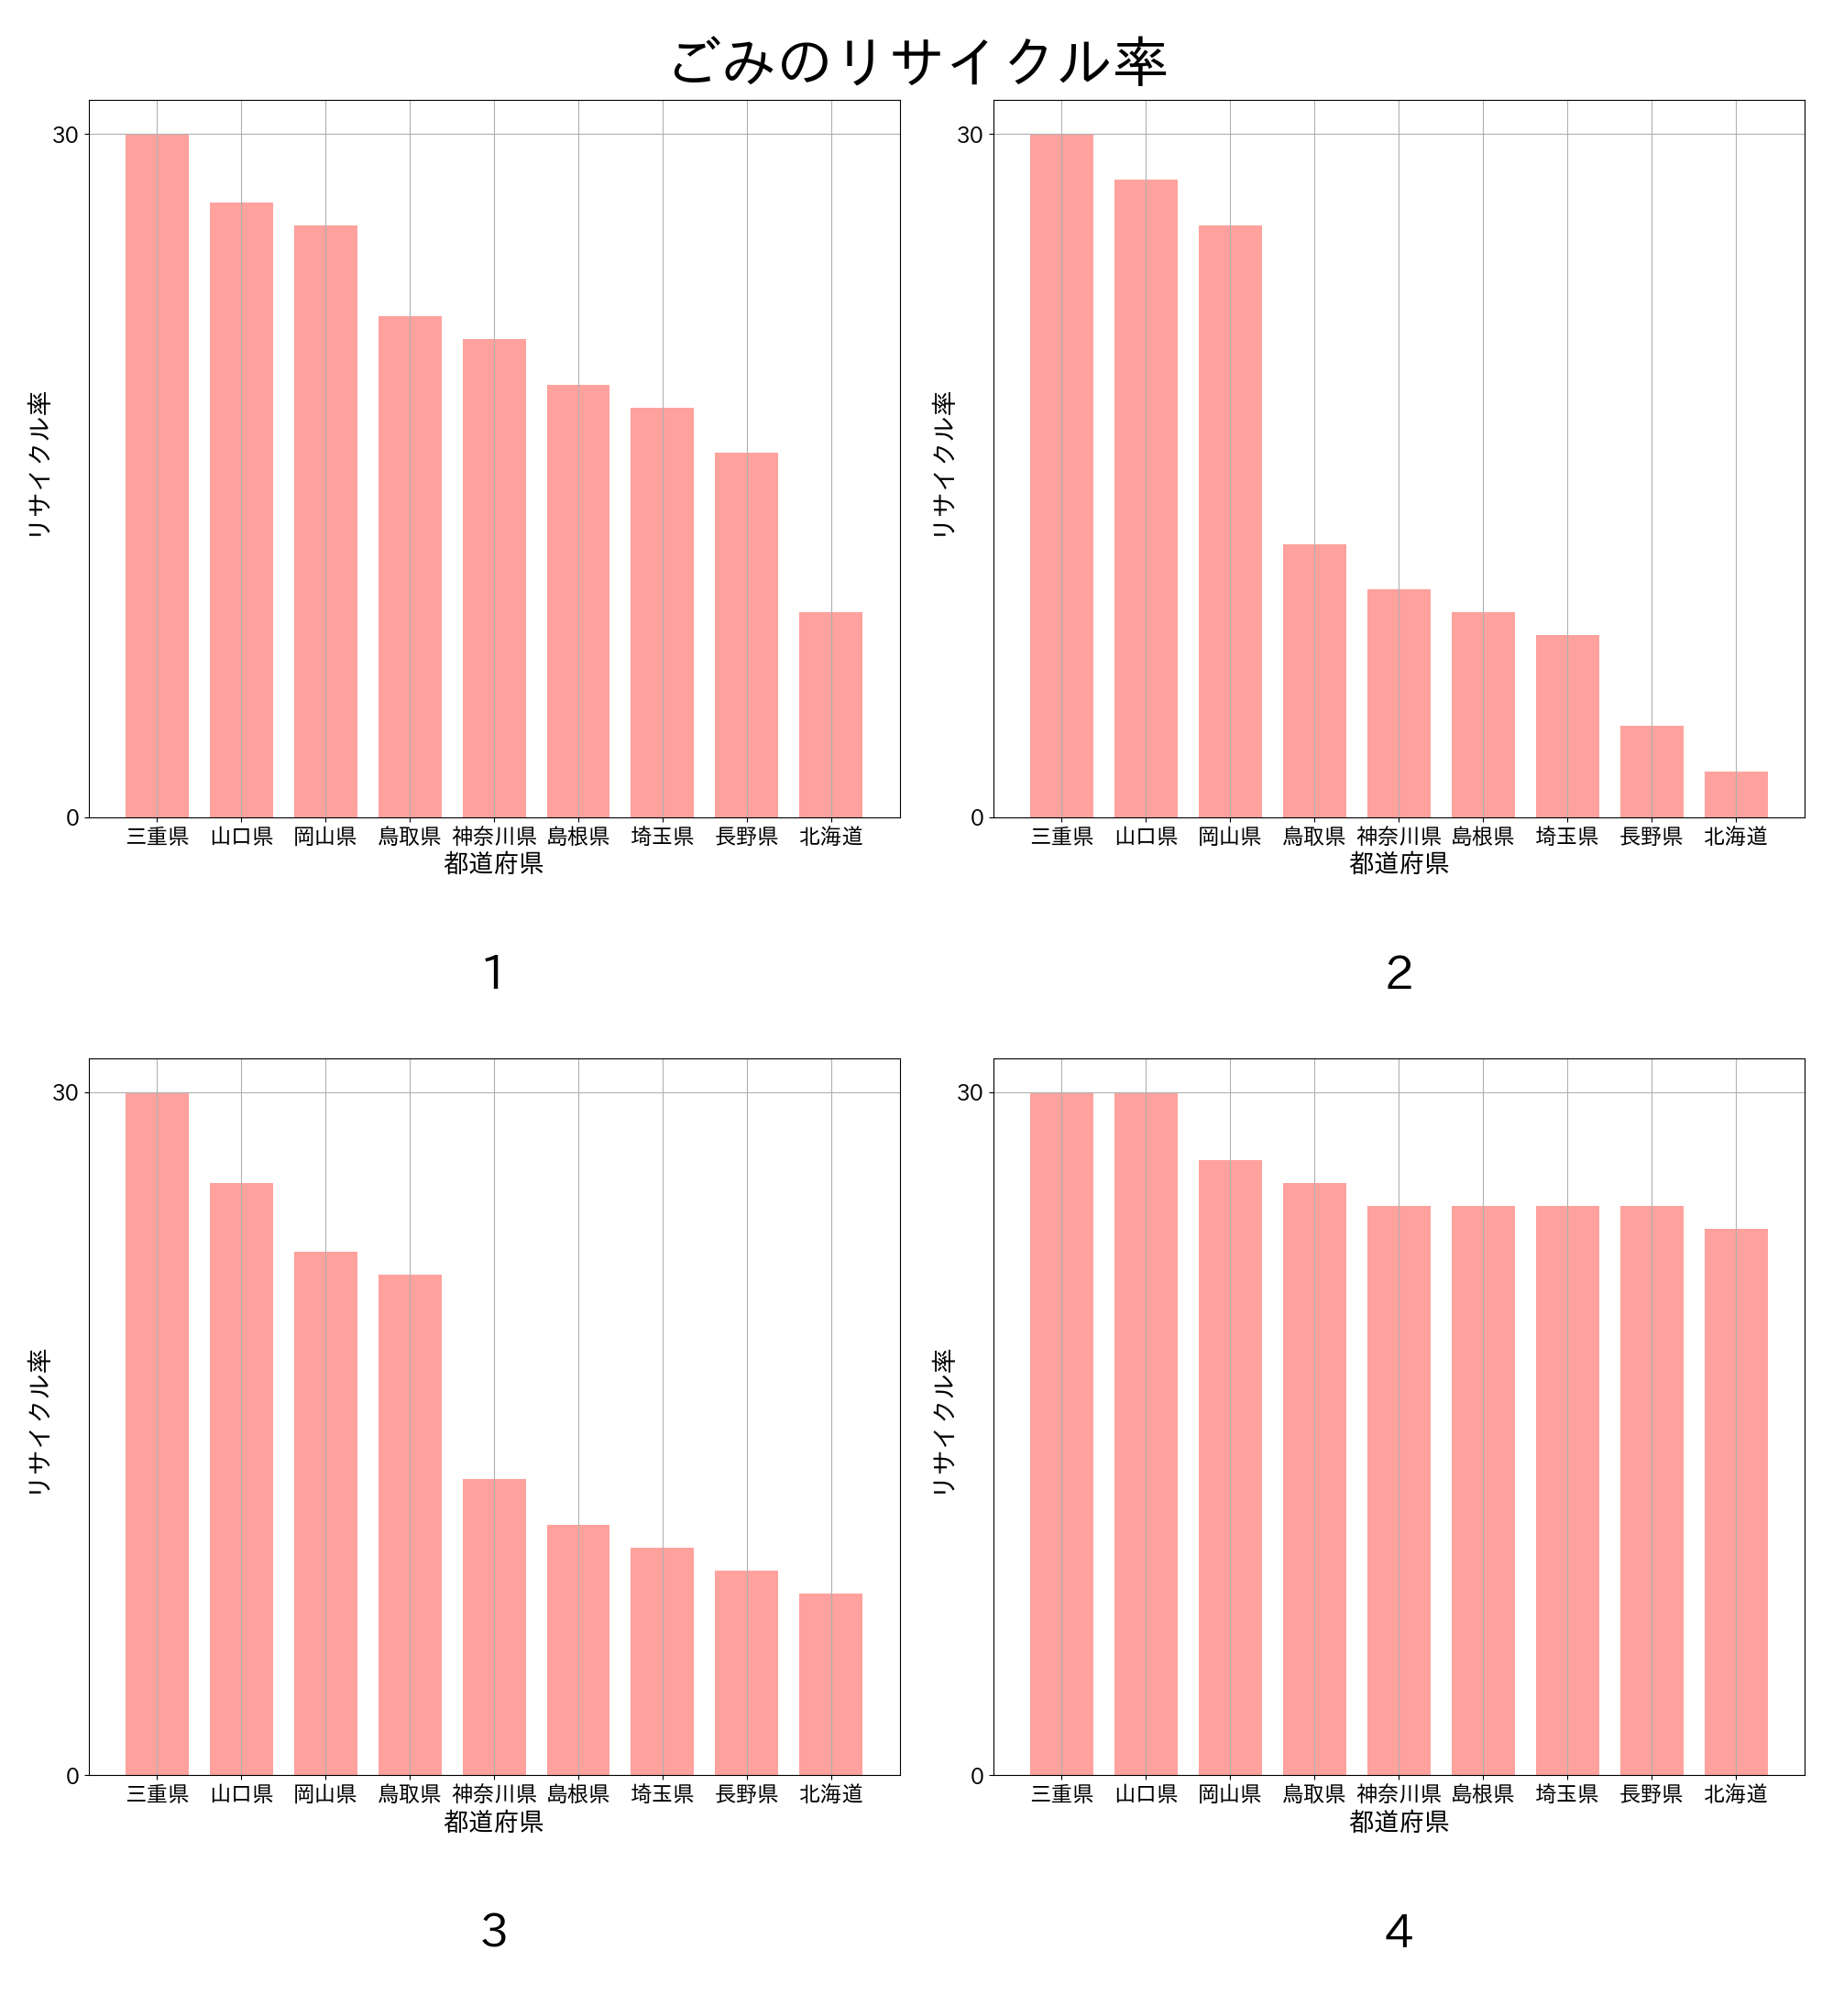 ごみのリサイクル率
30
0
リサイクル率
三重県 山口県 岡山県 鳥取県 神奈川県 島根県 埼玉県 長野県 北海道
都道府県
1
30
0
リサイクル率
三重県 山口県 岡山県 鳥取県 神奈川県 島根県 埼玉県 長野県 北海道
都道府県
2
30
0
リサイクル率
三重県 山口県 岡山県 鳥取県 神奈川県 島根県 埼玉県 長野県 北海道
都道府県
3
30
0
リサイクル率
三重県 山口県 岡山県 鳥取県 神奈川県 島根県 埼玉県 長野県 北海道
都道府県
4